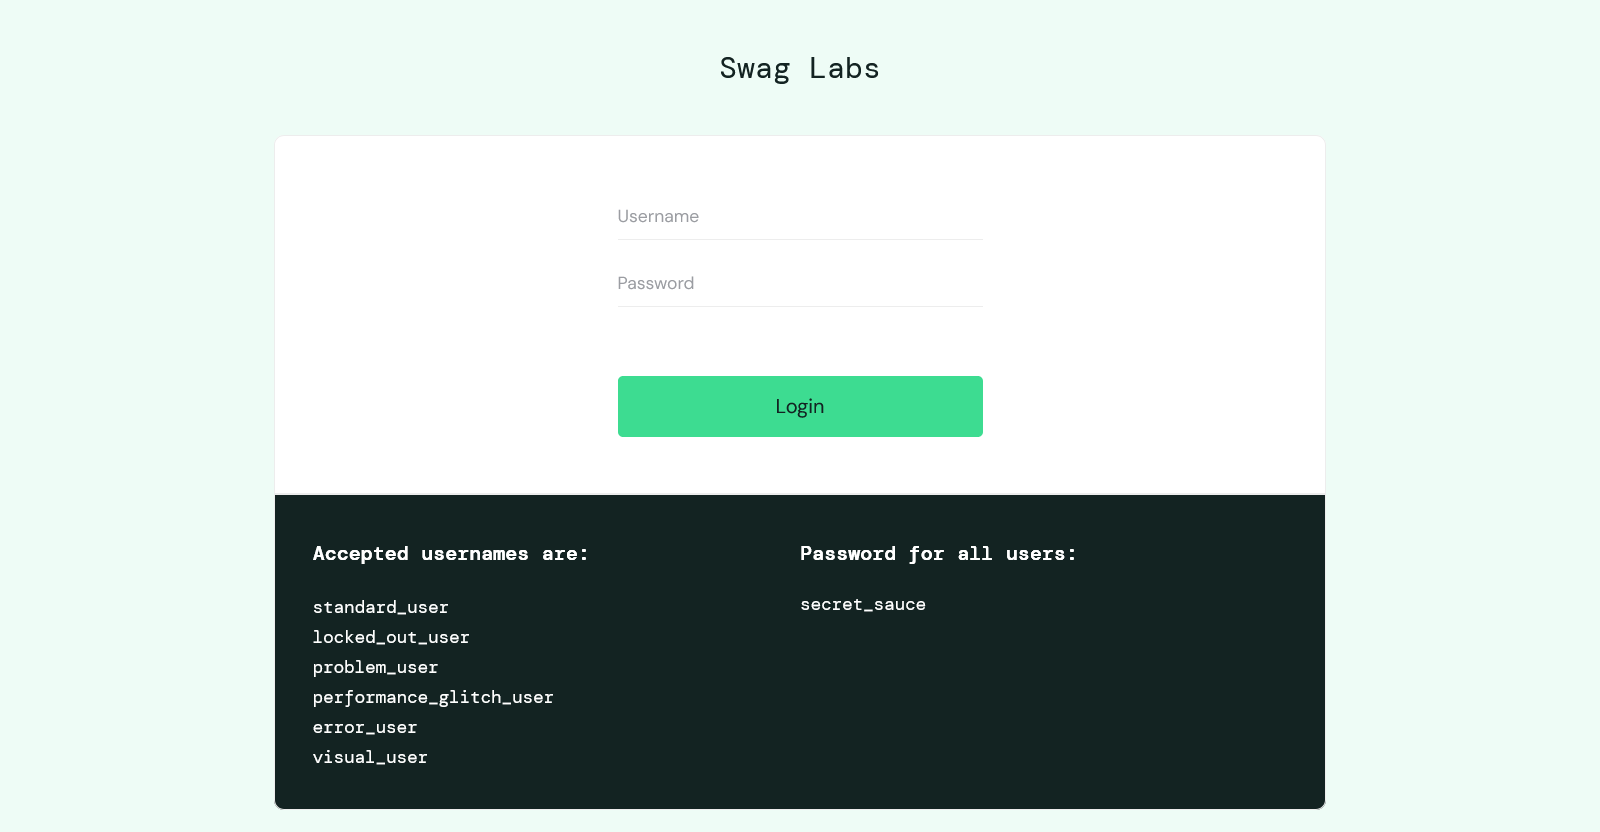 Swag Labs
Username
Password
Login
Accepted usernames are:
standard_user
locked_out_user
problem_user
performance_glitch_user
error_user
visual_user
Password for all users:
secret_sauce